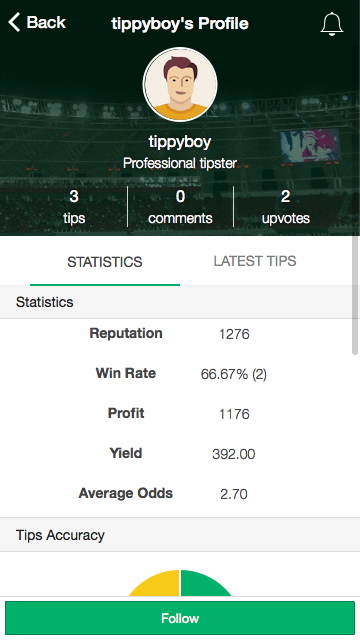 Back tippyboy's Profile
tippyboy
Professional tipster
3 0 2
tips comments upvotes
STATISTICS LATEST TIPS
Statistics
Reputation 1276
Win Rate 66.67% (2)
Profit 1176
Yield 392.00
Average Odds 2.70
Tips Accuracy
Follow